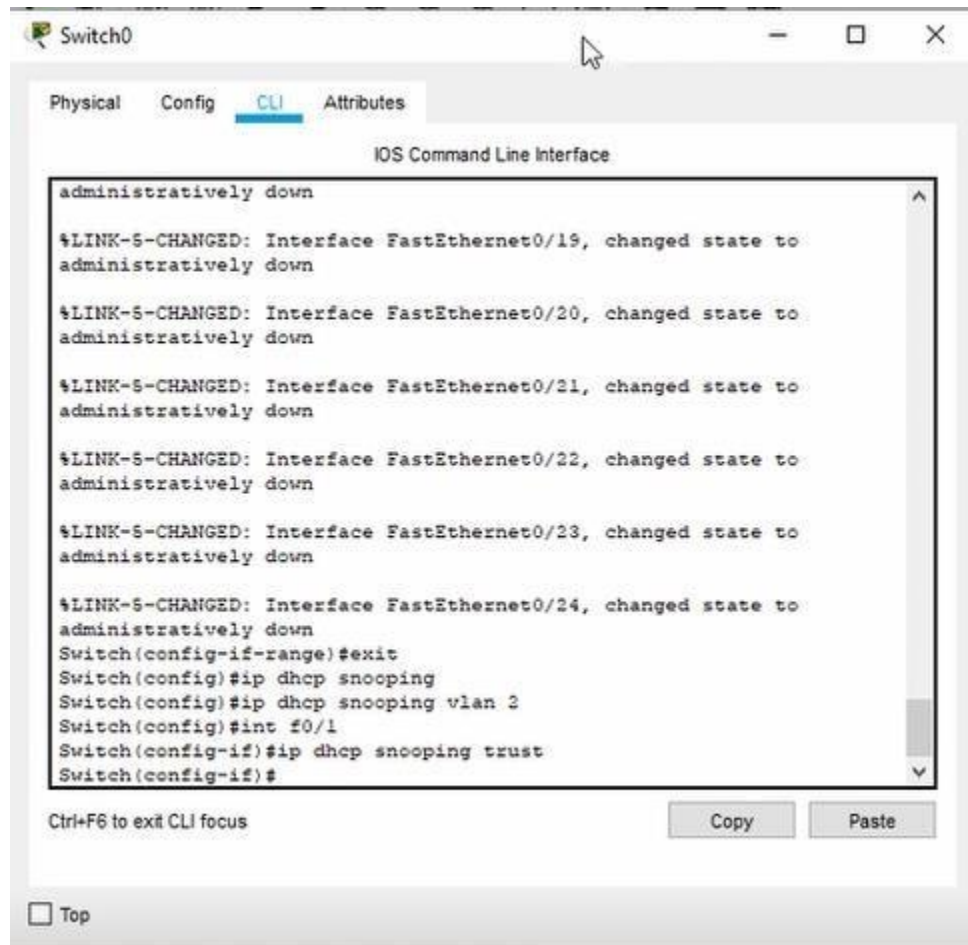 Switch0
Physical Config CLI Attributes
IOS Command Line Interface
administratively down
%LINK-5-CHANGED: Interface FastEthernet0/19, changed state to
administratively down
%LINK-5-CHANGED: Interface FastEthernet0/20, changed state to
administratively down
%LINK-5-CHANGED: Interface FastEthernet0/21, changed state to
administratively down
%LINK-5-CHANGED: Interface FastEthernet0/22, changed state to
administratively down
%LINK-5-CHANGED: Interface FastEthernet0/23, changed state to
administratively down
%LINK-5-CHANGED: Interface FastEthernet0/24, changed state to
administratively down
Switch(config-if-range)#exit
Switch(config)#ip dhcp snooping
Switch(config)#ip dhcp snooping vlan 2
Switch(config)#int f0/1
Switch(config-if)#ip dhcp snooping trust
Switch(config-if)#
Ctrl+F6 to exit CLI focus
Copy Paste
Top